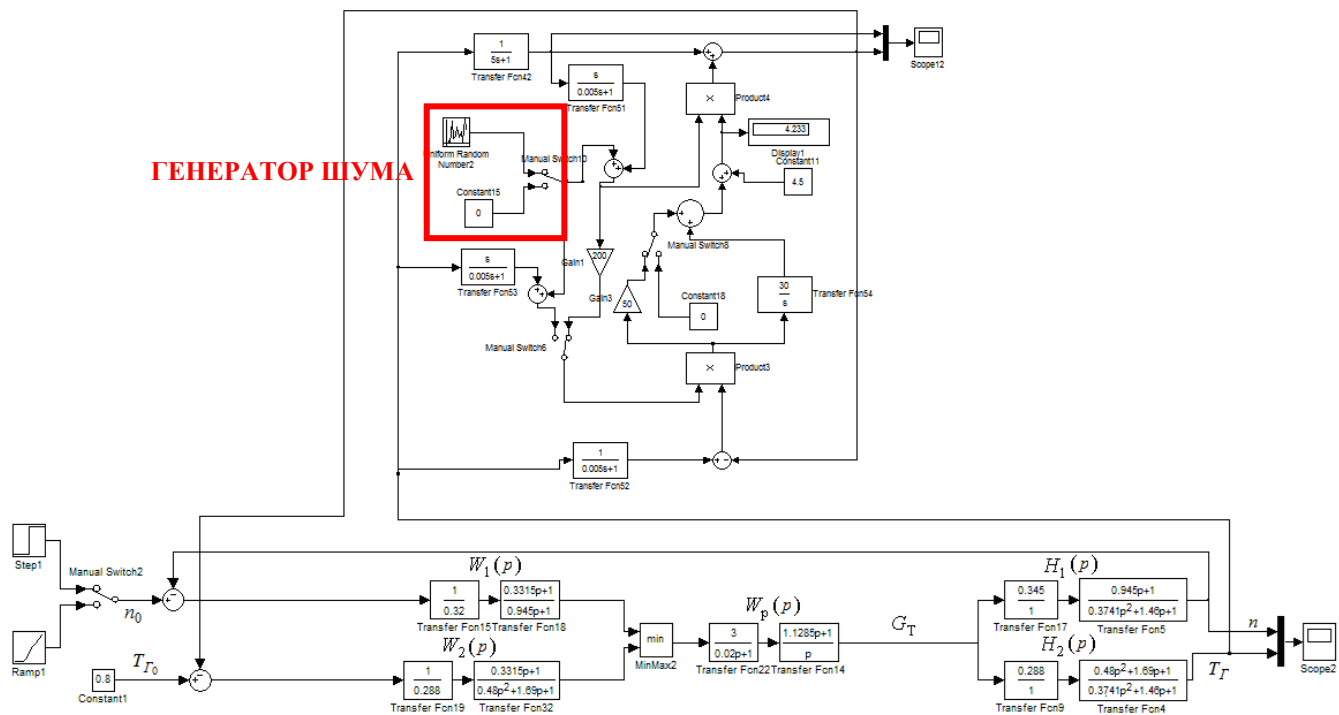 1
5s+1
Transfer Fcn42
Scope12
s
0.005s+1
Transfer Fcn51
×
Product4
4.233
Display1
Constant11
4.5
ГЕНЕРАТОР ШУМА
Uniform Random
Number2
Manual Switch10
Constant15
0
Manual Switch8
200
Gain1
s
0.005s+1
Transfer Fcn53
50
Gain3
Constant18
0
30
s
Transfer Fcn54
Manual Switch6
×
Product3
1
0.005s+1
Transfer Fcn52
Step1
Manual Switch2
n₀
Ramp1
T_Г₀
0.8
Constant1
W₁(p)
1
0.32
Transfer Fcn15
0.3315p+1
0.945p+1
Transfer Fcn18
W₂(p)
1
0.288
Transfer Fcn19
0.3315p+1
0.48p²+1.69p+1
Transfer Fcn32
min
MinMax2
Wₚ(p)
3
0.02p+1
Transfer Fcn22
1.1285p+1
p
Transfer Fcn14
G_T
H₁(p)
0.345
1
Transfer Fcn17
0.945p+1
0.3741p²+1.46p+1
Transfer Fcn5
H₂(p)
0.288
1
Transfer Fcn9
0.48p²+1.69p+1
0.3741p²+1.46p+1
Transfer Fcn4
n
T_Г
Scope2